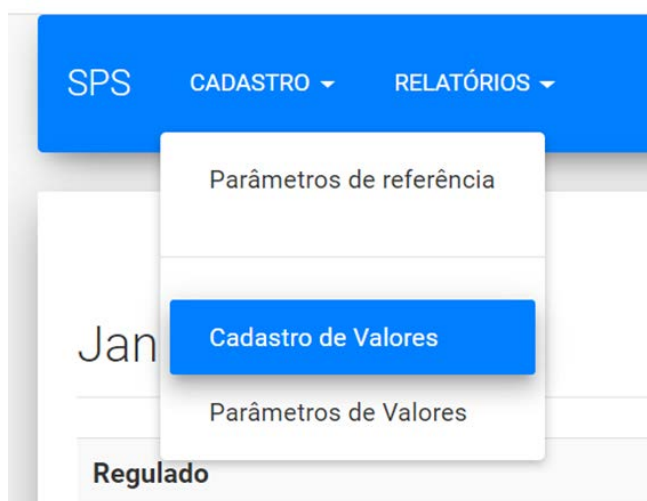 SPS CADASTRO RELATÓRIOS
Parâmetros de referência
Cadastro de Valores
Jan
Parâmetros de Valores
Regulado